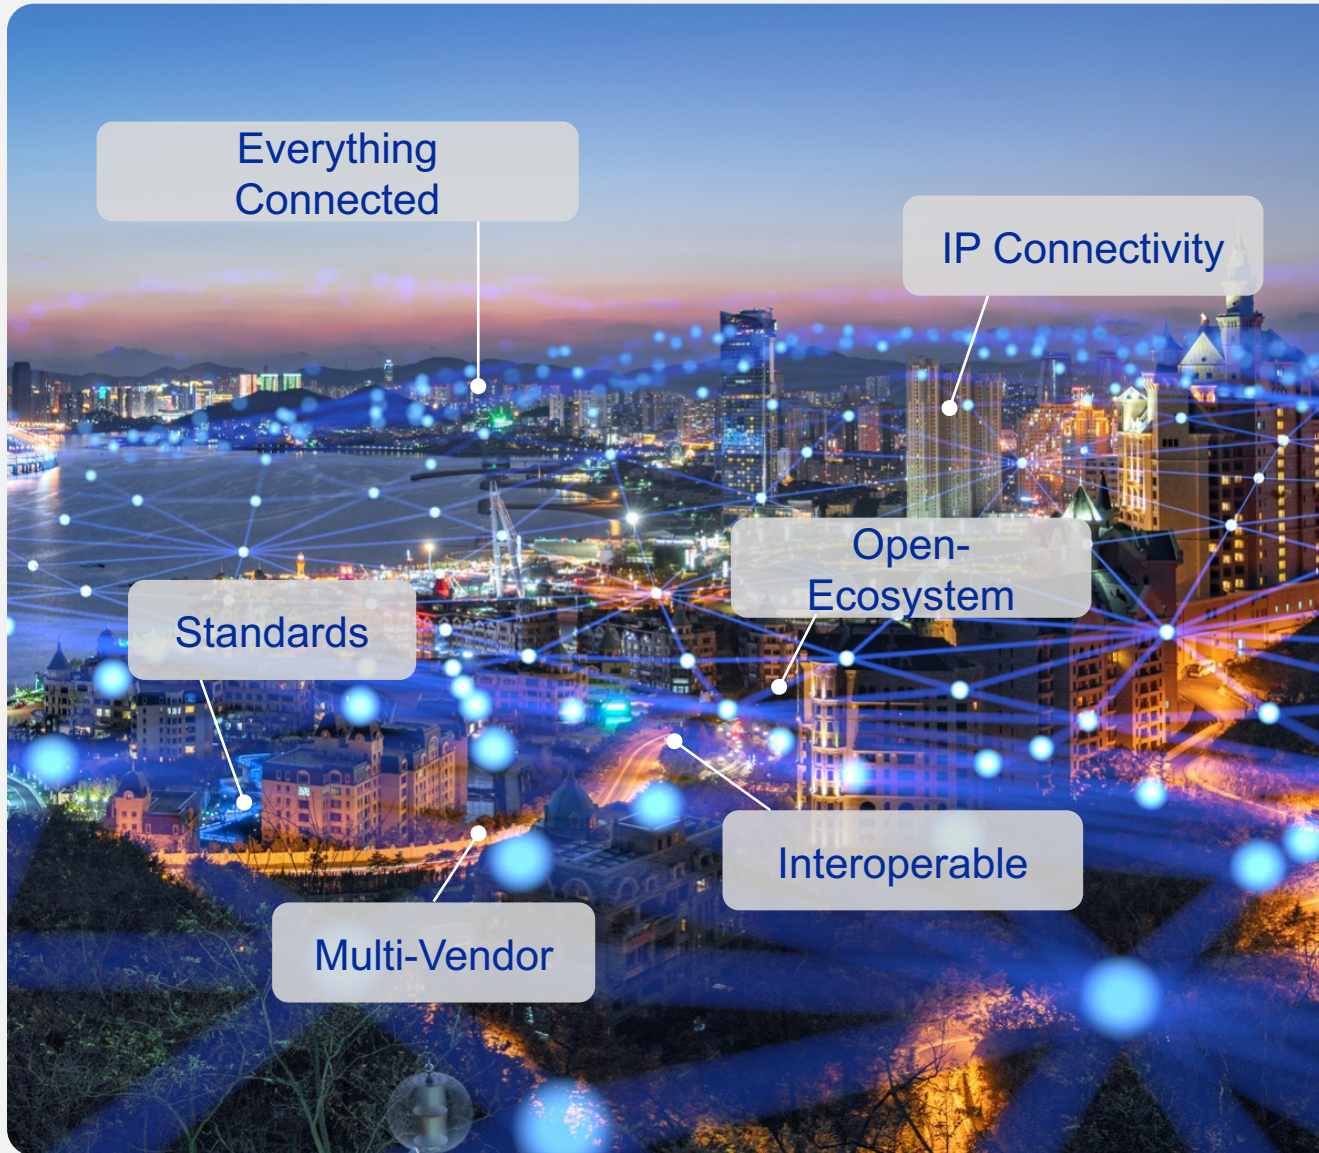 Everything
Connected
IP Connectivity
Open-
Ecosystem
Standards
Interoperable
Multi-Vendor